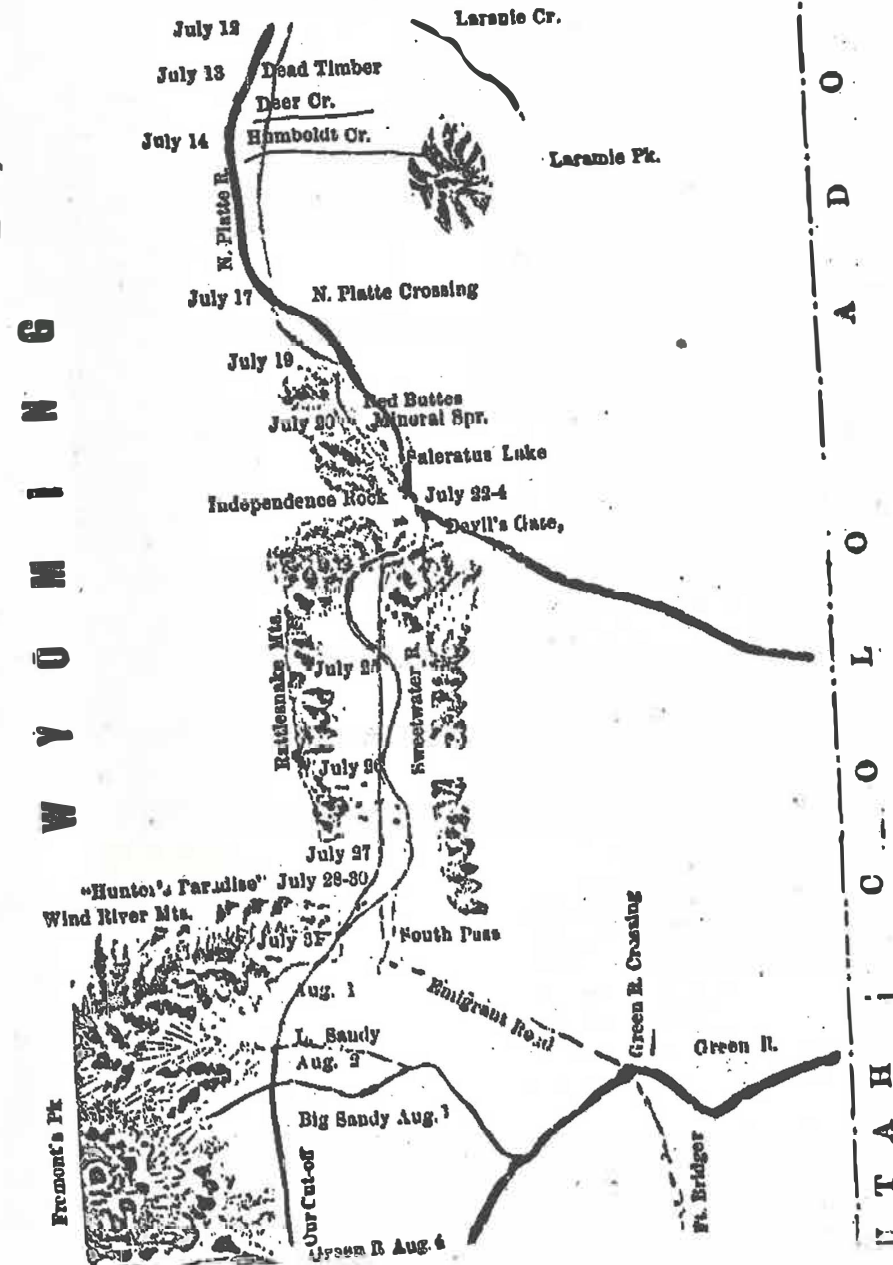 July 12
Laramie Cr.
July 13
Dead Timber
Deer Cr.
July 14
Humboldt Cr.
Laramie Pk.
N. Platte R.
July 17
N. Platte Crossing
July 19
Red Buttes
July 20
Mineral Spr.
Saleratus Lake
Independence Rock
July 22-4
Devil's Gate,
Rattlesnake Mts.
July 25
Sweetwater R.
July 26
July 27
"Hunter's Paradise" July 28-30
Wind River Mts.
July 31
South Pass
Aug. 1
Emigrant Road
Green R. Crossing
L. Sandy
Aug. 2
Green R.
Big Sandy Aug. 3
Fremont's Pk
Our Cut-off
Ft. Bridger
Green R Aug. 4
WYOMING
COLORADO
UTAH